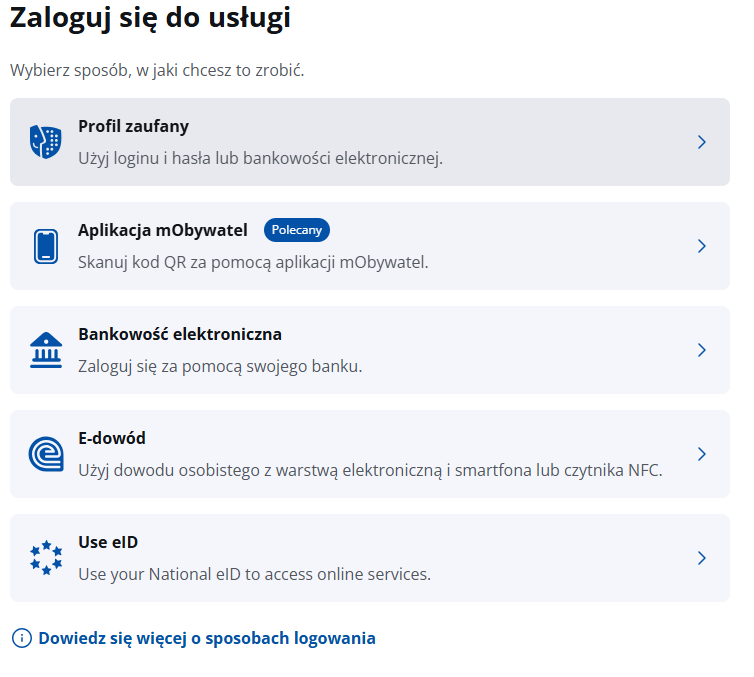 Zaloguj się do usługi
Wybierz sposób, w jaki chcesz to zrobić.
Profil zaufany
Użyj loginu i hasła lub bankowości elektronicznej.
Aplikacja mObywatel Polecany
Skanuj kod QR za pomocą aplikacji mObywatel.
Bankowość elektroniczna
Zaloguj się za pomocą swojego banku.
E-dowód
Użyj dowodu osobistego z warstwą elektroniczną i smartfona lub czytnika NFC.
Use eID
Use your National eID to access online services.
Dowiedz się więcej o sposobach logowania